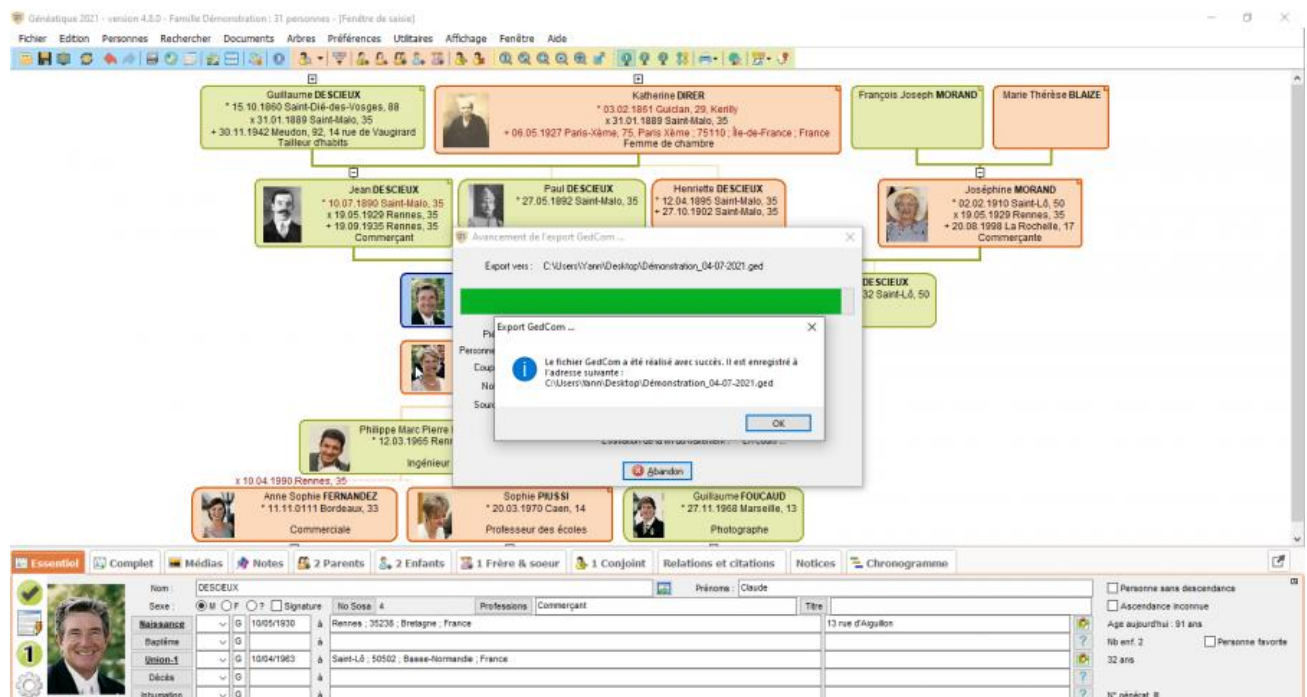 Généatique 2021 - version 4.8.0 - Famille Démonstration : 31 personnes - [Fenêtre de saisie]
Fichier Edition Personnes Rechercher Documents Arbres Préférences Utilitaires Affichage Fenêtre Aide
Guillaume DESCIEUX
* 15.10.1860 Saint-Dié-des-Vosges, 88
x 31.01.1889 Saint-Malo, 35
+ 30.11.1942 Meudon, 92, 14 rue de Vaugirard
Tailleur d'habits
Katherine DIRER
* 03.02.1861 Guiclan, 29, Kerilly
x 31.01.1889 Saint-Malo, 35
+ 06.05.1927 Paris-Xème, 75, Paris Xème ; 75110 ; Île-de-France ; France
Femme de chambre
François Joseph MORAND
Marie Thérèse BLAIZE
Jean DESCIEUX
* 10.07.1890 Saint-Malo, 35
x 19.05.1929 Rennes, 35
+ 19.09.1935 Rennes, 35
Commerçant
Paul DESCIEUX
* 27.05.1892 Saint-Malo, 35
Henriette DESCIEUX
* 12.04.1895 Saint-Malo, 35
+ 27.10.1902 Saint-Malo, 35
Joséphine MORAND
* 02.02.1910 Saint-Lô, 50
x 19.05.1929 Rennes, 35
+ 20.08.1998 La Rochelle, 17
Commerçante
Avancement de l'export GedCom ...
Export vers : C:\Users\Yann\Desktop\Démonstration_04-07-2021.ged
DESCIEUX
32 Saint-Lô, 50
Export GedCom ...
Le fichier GedCom a été réalisé avec succès. Il est enregistré à
l'adresse suivante :
C:\Users\Yann\Desktop\Démonstration_04-07-2021.ged
OK
Personne
Coup
No
Sourc
Abandon
Philippe Marc Pierre
* 12.03.1965 Renn
Ingénieur
x 10.04.1990 Rennes, 35
Anne Sophie FERNANDEZ
* 11.11.0111 Bordeaux, 33
Commerciale
Sophie PIUSSI
* 20.03.1970 Caen, 14
Professeur des écoles
Guillaume FOUCAUD
* 27.11.1968 Marseille, 13
Photographe
Essentiel Complet Médias Notes 2 Parents 2 Enfants 1 Frère & soeur 1 Conjoint Relations et citations Notices Chronogramme
Nom : DESCIEUX Prénoms : Claude
Sexe : M F ? Signature No Sosa 4 Professions Commerçant Titre
Naissance G 10/05/1930 à Rennes ; 35238 ; Bretagne ; France 13 rue d'Aiguillon
Baptême G à ?
Union-1 G 10/04/1963 à Saint-Lô ; 50502 ; Basse-Normandie ; France
Décès G à ?
Inhumation G à ?
Personne sans descendance
Ascendance inconnue
Age aujourd'hui : 91 ans
Nb enf. 2 Personne favorite
32 ans
N° générat. 8